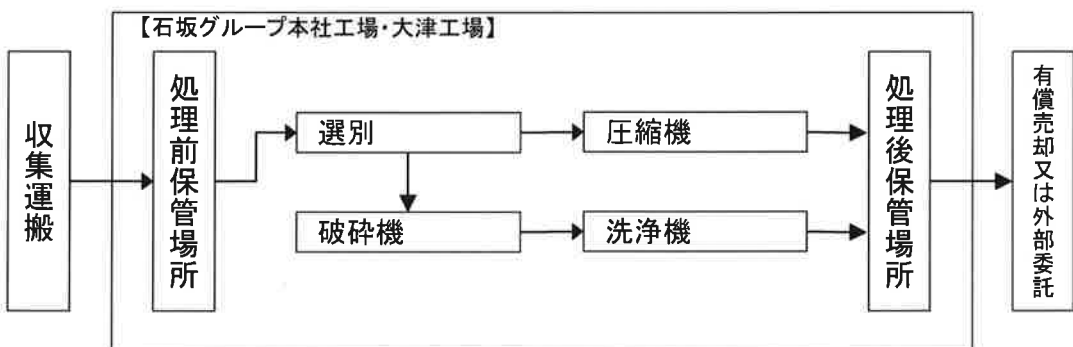 【石坂グループ本社工場・大津工場】
収集運搬
処理前保管場所
選別
圧縮機
破砕機
洗浄機
処理後保管場所
有償売却又は外部委託